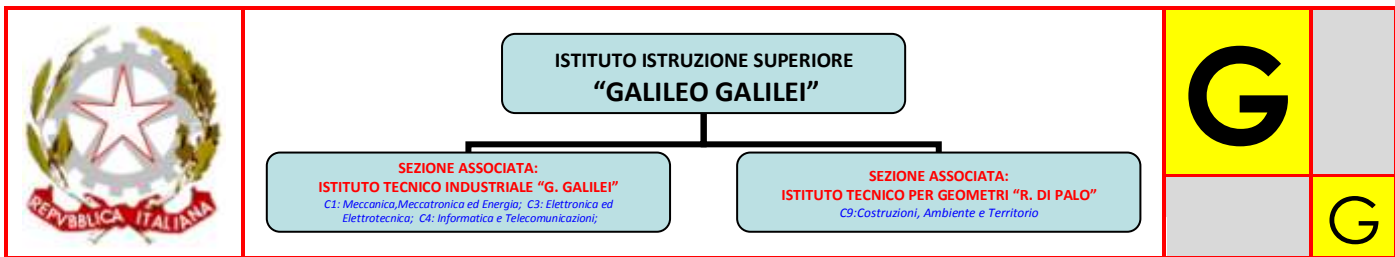 REPVBBLICA ITALIANA
ISTITUTO ISTRUZIONE SUPERIORE
“GALILEO GALILEI”
SEZIONE ASSOCIATA:
ISTITUTO TECNICO INDUSTRIALE “G. GALILEI”
C1: Meccanica,Meccatronica ed Energia; C3: Elettronica ed
Elettrotecnica; C4: Informatica e Telecomunicazioni;
SEZIONE ASSOCIATA:
ISTITUTO TECNICO PER GEOMETRI “R. DI PALO”
C9:Costruzioni, Ambiente e Territorio
G
G